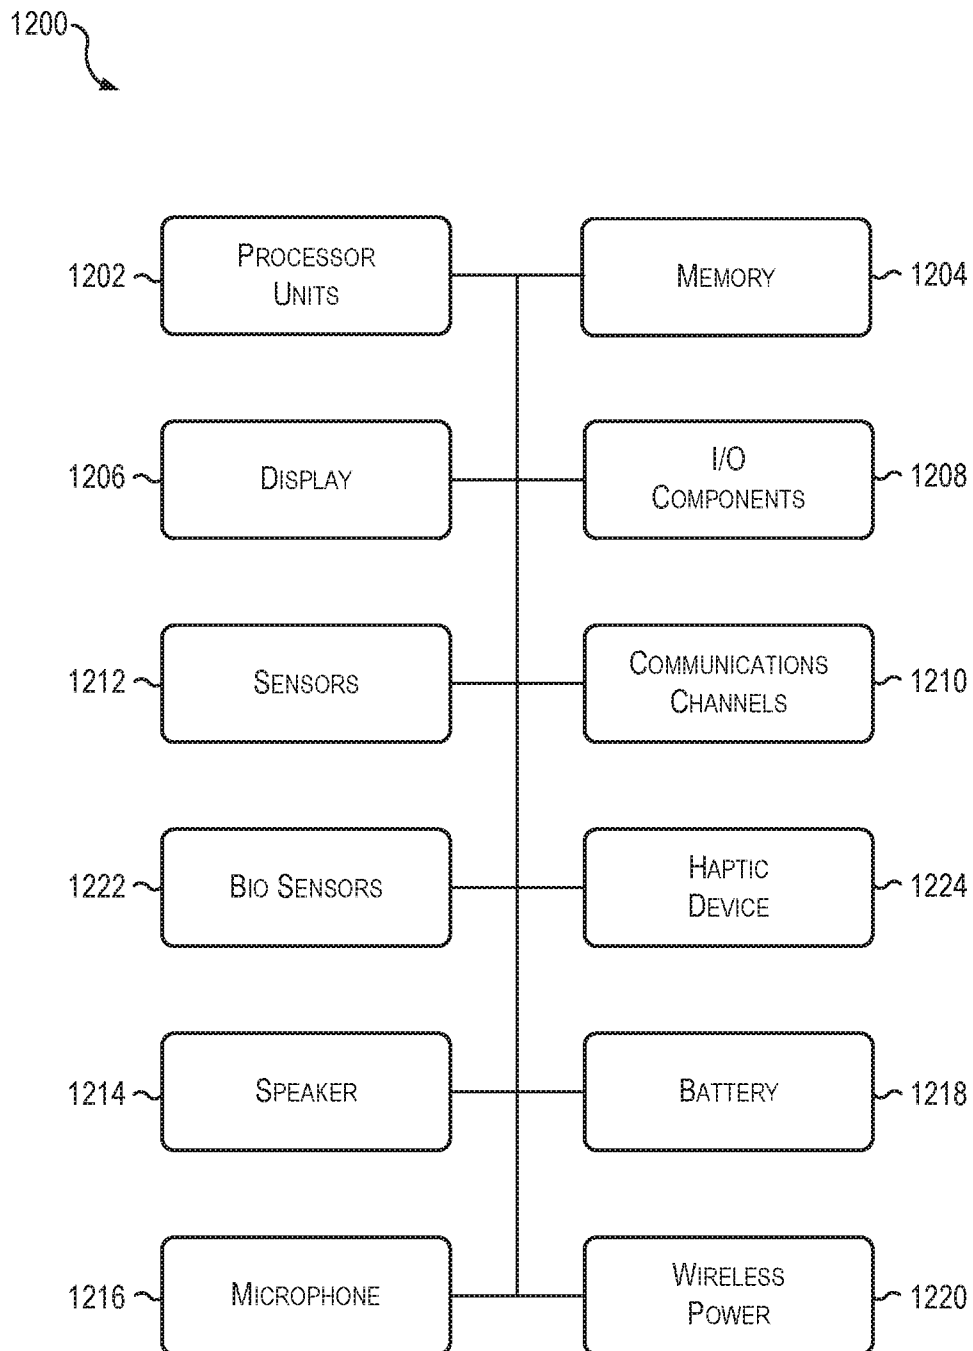 1200
1202
PROCESSOR
UNITS
MEMORY
1204
1206
DISPLAY
I/O
COMPONENTS
1208
1212
SENSORS
COMMUNICATIONS
CHANNELS
1210
1222
BIO SENSORS
HAPTIC
DEVICE
1224
1214
SPEAKER
BATTERY
1218
1216
MICROPHONE
WIRELESS
POWER
1220